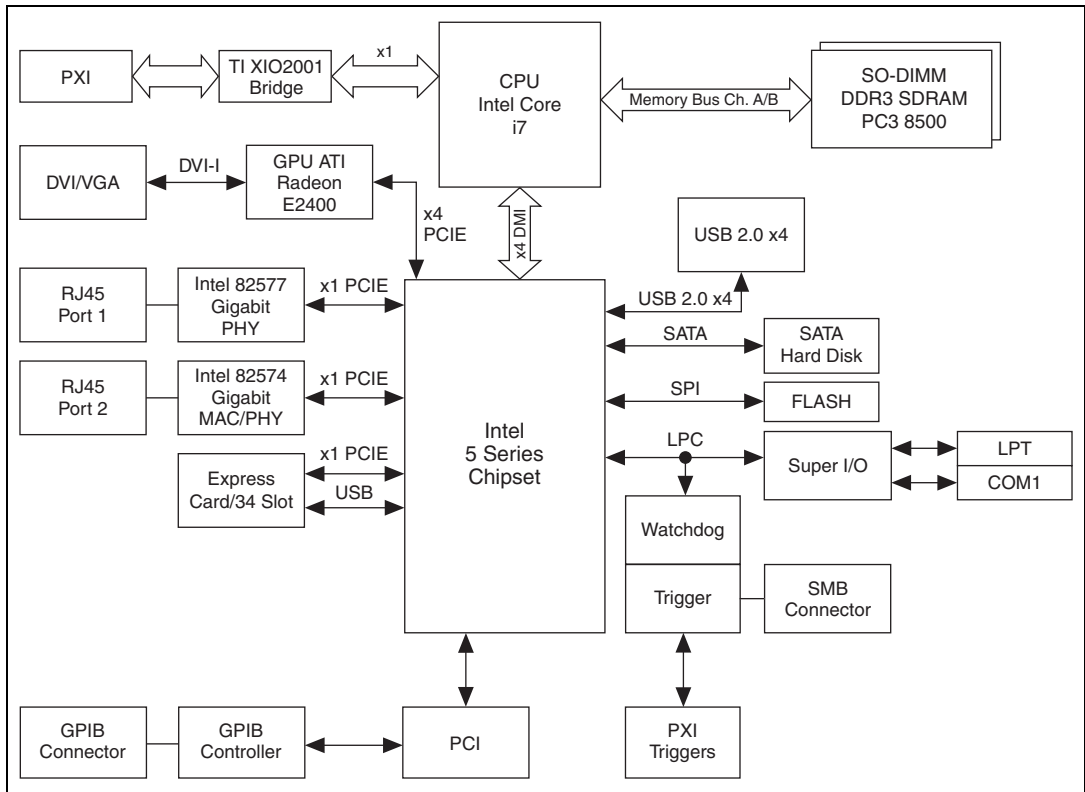 PXI
TI XIO2001
Bridge
x1
CPU
Intel Core
i7
Memory Bus Ch. A/B
SO-DIMM
DDR3 SDRAM
PC3 8500
DVI/VGA
DVI-I
GPU ATI
Radeon
E2400
x4
PCIE
x4 DMI
USB 2.0 x4
RJ45
Port 1
Intel 82577
Gigabit
PHY
x1 PCIE
USB 2.0 x4
SATA
SATA
Hard Disk
RJ45
Port 2
Intel 82574
Gigabit
MAC/PHY
x1 PCIE
SPI
FLASH
Intel
5 Series
Chipset
LPC
Super I/O
LPT
COM1
Express
Card/34 Slot
x1 PCIE
USB
Watchdog
Trigger
SMB
Connector
GPIB
Connector
GPIB
Controller
PCI
PXI
Triggers